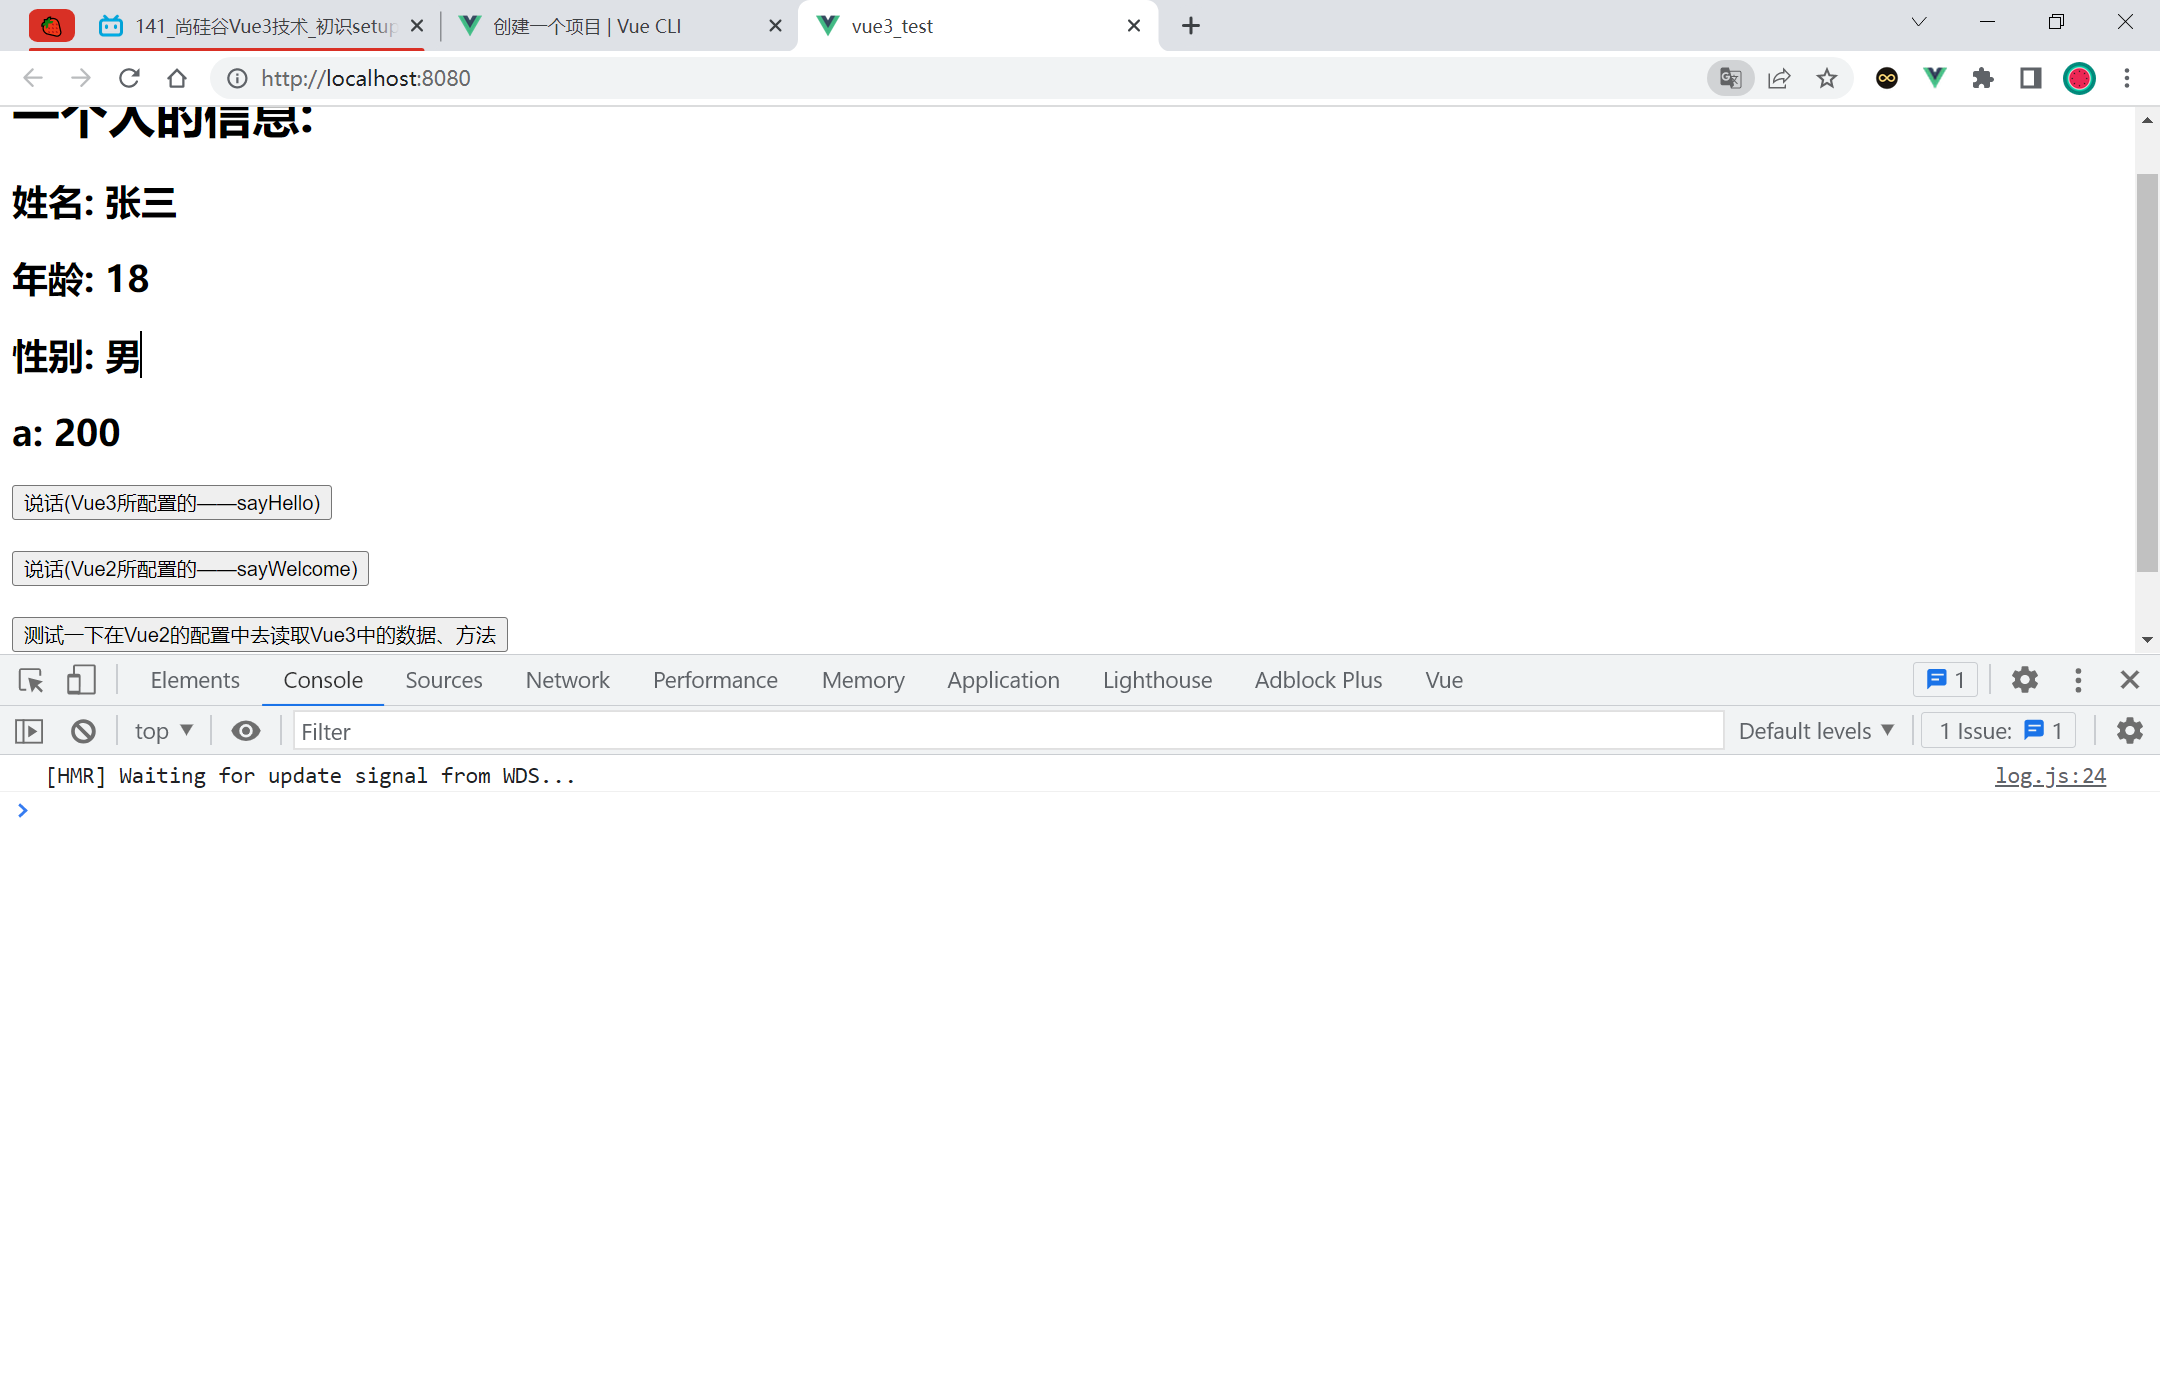 141_尚硅谷Vue3技术_初识setup
创建一个项目 | Vue CLI
vue3_test
http://localhost:8080
一个人的信息:
姓名: 张三
年龄: 18
性别: 男
a: 200
说话(Vue3所配置的——sayHello)
说话(Vue2所配置的——sayWelcome)
测试一下在Vue2的配置中去读取Vue3中的数据、方法
Elements Console Sources Network Performance Memory Application Lighthouse Adblock Plus Vue 1
top Filter Default levels 1 Issue: 1
[HMR] Waiting for update signal from WDS... log.js:24